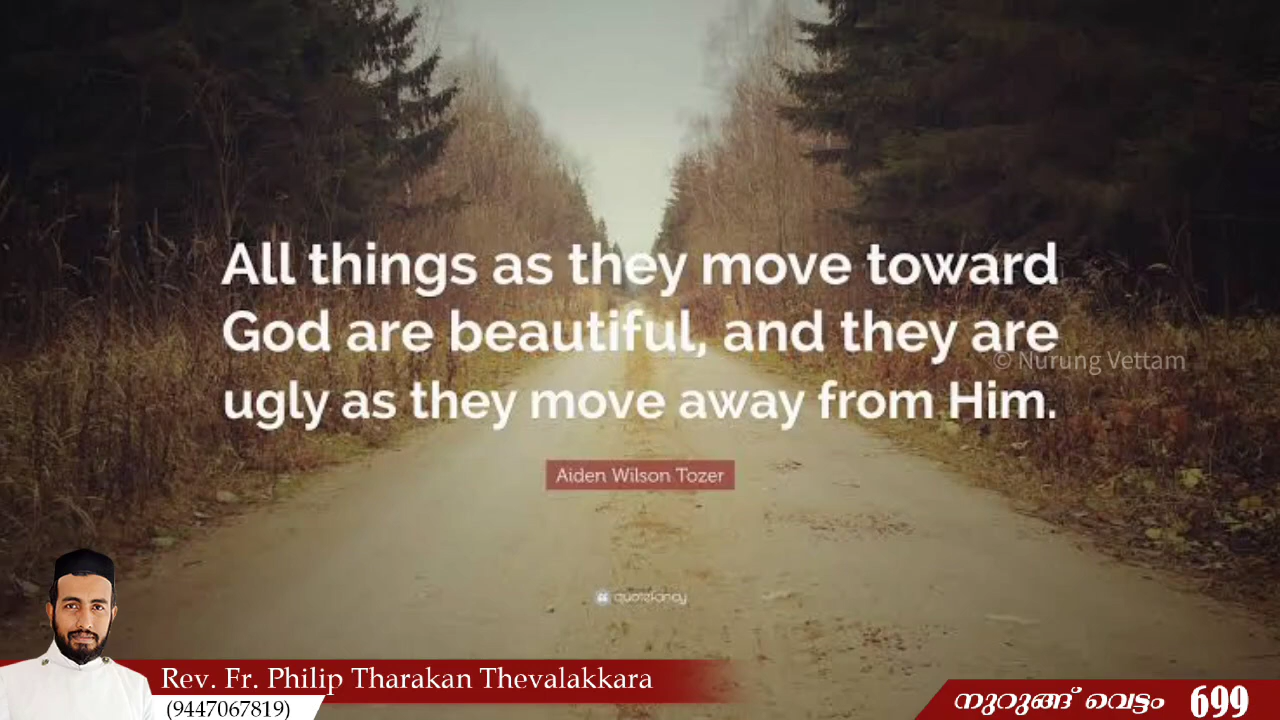 All things as they move toward
God are beautiful, and they are
© Nurung Vettam
ugly as they move away from Him.
Aiden Wilson Tozer
quotefancy
Rev. Fr. Philip Tharakan Thevalakkara
(9447067819)
നുറുങ്ങ് വെട്ടം 699